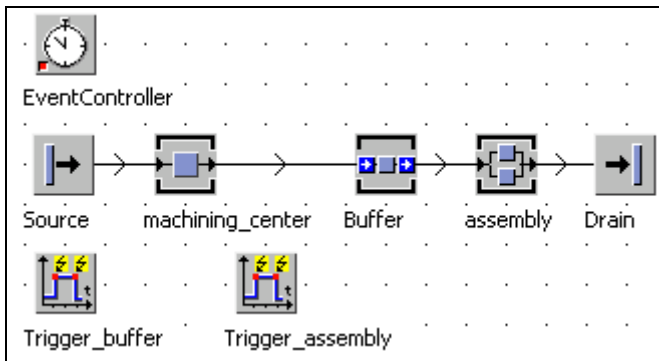 EventController
Source machining_center Buffer assembly Drain
t t
Trigger_buffer Trigger_assembly